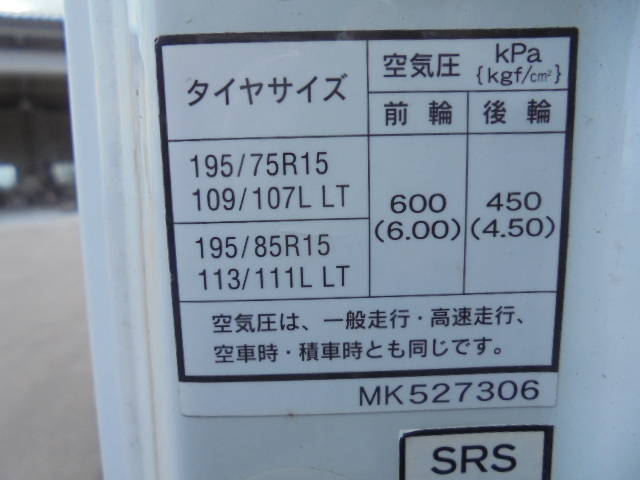 タイヤサイズ
空気圧 kPa
{kgf/cm²}
前輪 後輪
195/75R15
109/107L LT
600 450
(6.00) (4.50)
195/85R15
113/111L LT
空気圧は、一般走行・高速走行、
空車時・積車時とも同じです。
MK527306
SRS